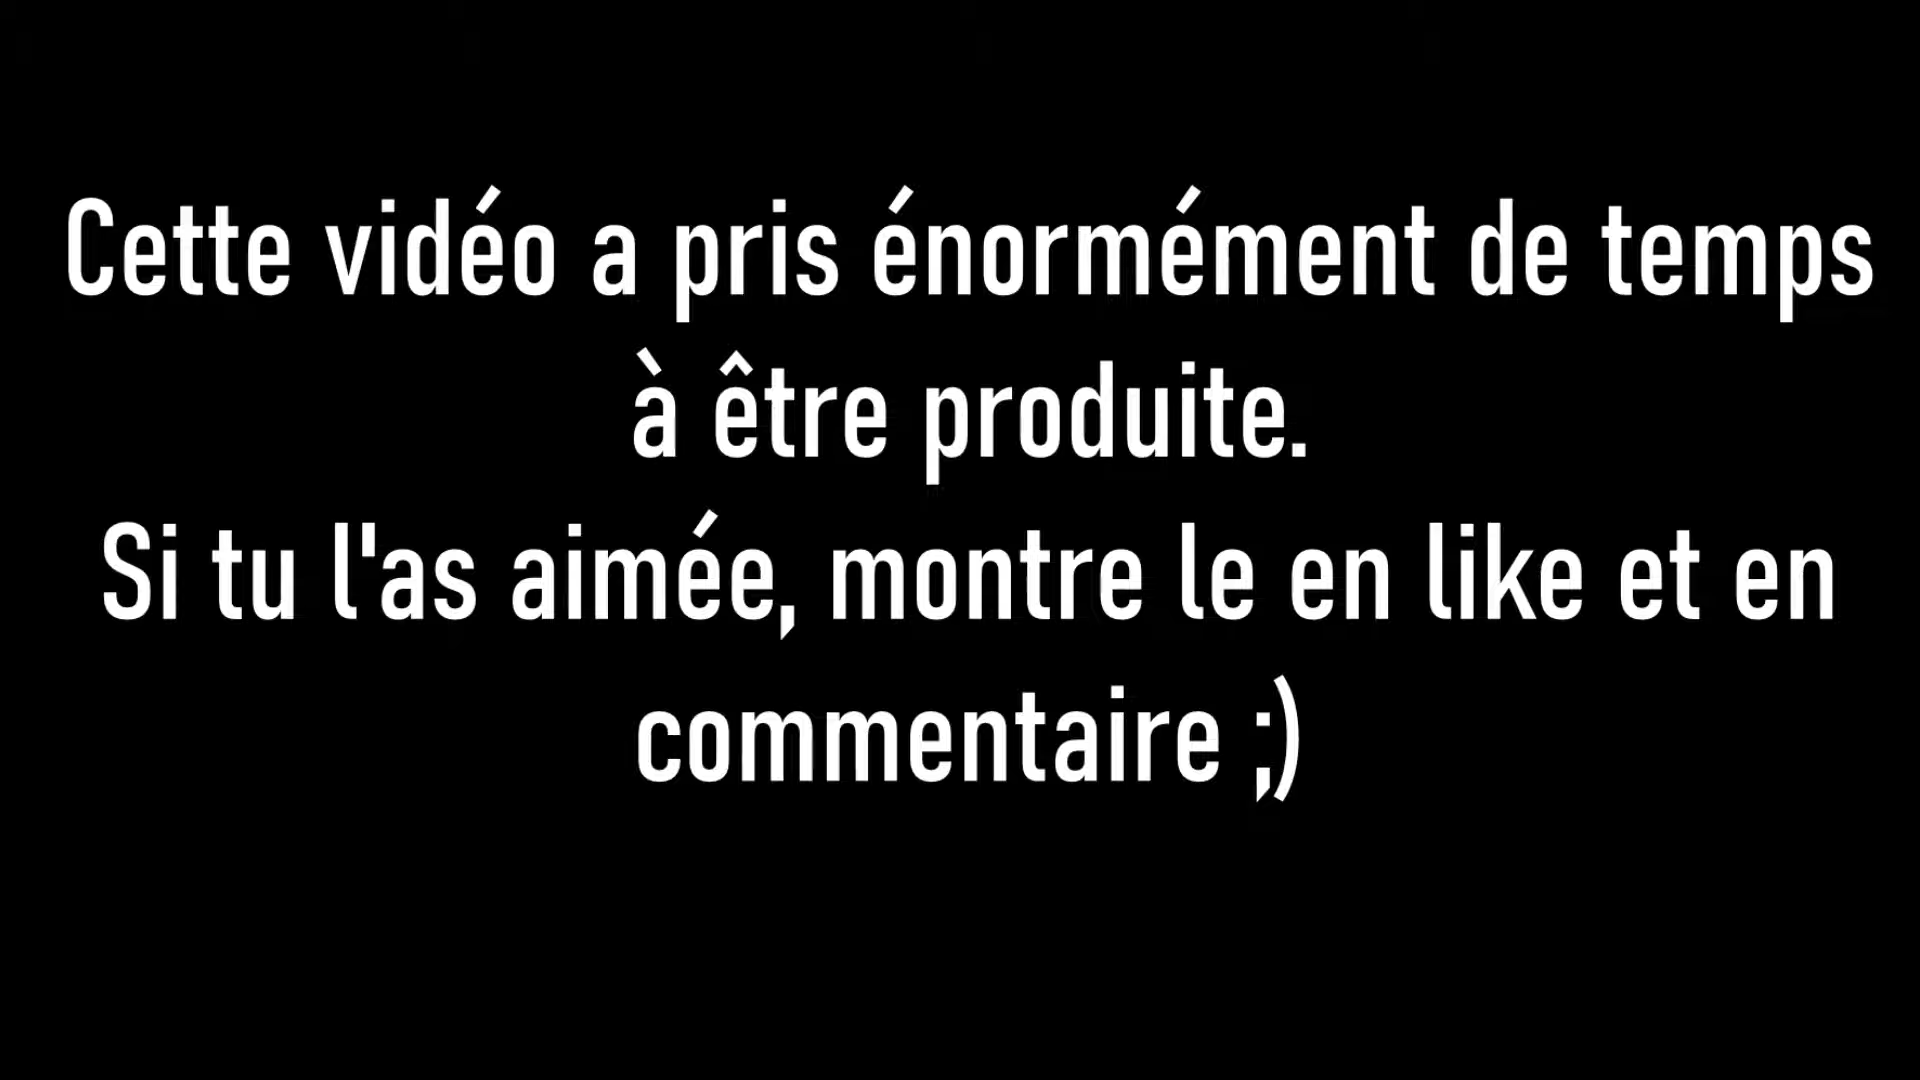 Cette vidéo a pris énormément de temps
à être produite.
Si tu l'as aimée, montre le en like et en
commentaire ;)